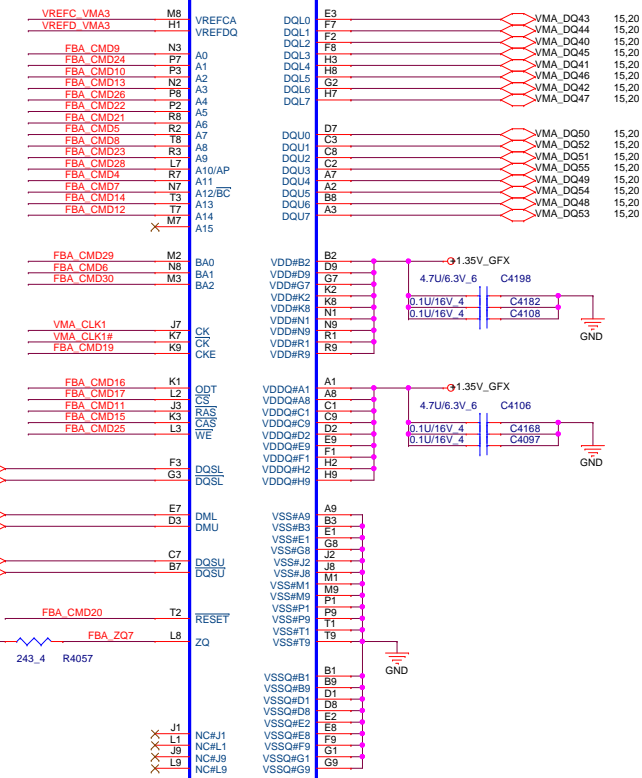 VREFC_VMA3 M8 VREFCA E3 DQL0 VMA_DQ43 15,20
VREFD_VMA3 H1 VREFDQ F7 DQL1 VMA_DQ44 15,20
F2 DQL2 VMA_DQ40 15,20
FBA_CMD9 N3 A0 F8 DQL3 VMA_DQ45 15,20
FBA_CMD24 P7 A1 H3 DQL4 VMA_DQ41 15,20
FBA_CMD10 P3 A2 H8 DQL5 VMA_DQ46 15,20
FBA_CMD13 N2 A3 G2 DQL6 VMA_DQ42 15,20
FBA_CMD26 P8 A4 H7 DQL7 VMA_DQ47 15,20
FBA_CMD22 P2 A5
FBA_CMD21 R8 A6
FBA_CMD5 R2 A7 D7 DQU0 VMA_DQ50 15,20
FBA_CMD8 T8 A8 C3 DQU1 VMA_DQ52 15,20
FBA_CMD23 R3 A9 C8 DQU2 VMA_DQ51 15,20
FBA_CMD28 L7 A10/AP C2 DQU3 VMA_DQ55 15,20
FBA_CMD4 R7 A11 A7 DQU4 VMA_DQ49 15,20
FBA_CMD7 N7 A12/BC A2 DQU5 VMA_DQ54 15,20
FBA_CMD14 T3 A13 B8 DQU6 VMA_DQ48 15,20
FBA_CMD12 T7 A14 A3 DQU7 VMA_DQ53 15,20
M7 A15
FBA_CMD29 M2 BA0 B2 VDD#B2 +1.35V_GFX
FBA_CMD6 N8 BA1 D9 VDD#D9
FBA_CMD30 M3 BA2 G7 VDD#G7 4.7U/6.3V_6 C4198
K2 VDD#K2
K8 VDD#K8 0.1U/16V_4 C4182
N1 VDD#N1 0.1U/16V_4 C4108
VMA_CLK1 J7 CK N9 VDD#N9
VMA_CLK1# K7 CK R1 VDD#R1 GND
FBA_CMD19 K9 CKE R9 VDD#R9
FBA_CMD16 K1 ODT A1 VDDQ#A1 +1.35V_GFX
FBA_CMD17 L2 CS A8 VDDQ#A8
FBA_CMD11 J3 RAS C1 VDDQ#C1 4.7U/6.3V_6 C4106
FBA_CMD15 K3 CAS C9 VDDQ#C9
FBA_CMD25 L3 WE D2 VDDQ#D2 0.1U/16V_4 C4168
E9 VDDQ#E9 0.1U/16V_4 C4097
F1 VDDQ#F1
F3 DQSL H2 VDDQ#H2 GND
G3 DQSL H9 VDDQ#H9
E7 DML A9 VSS#A9
D3 DMU B3 VSS#B3
E1 VSS#E1
G8 VSS#G8
C7 DQSU J2 VSS#J2
B7 DQSU J8 VSS#J8
M1 VSS#M1
M9 VSS#M9
P1 VSS#P1
FBA_CMD20 T2 RESET P9 VSS#P9
T1 VSS#T1
FBA_ZQ7 L8 ZQ T9 VSS#T9
243_4 R4057 GND
B1 VSSQ#B1
B9 VSSQ#B9
D1 VSSQ#D1
D8 VSSQ#D8
E2 VSSQ#E2
J1 NC#J1 E8 VSSQ#E8
L1 NC#L1 F9 VSSQ#F9
J9 NC#J9 G1 VSSQ#G1
L9 NC#L9 G9 VSSQ#G9